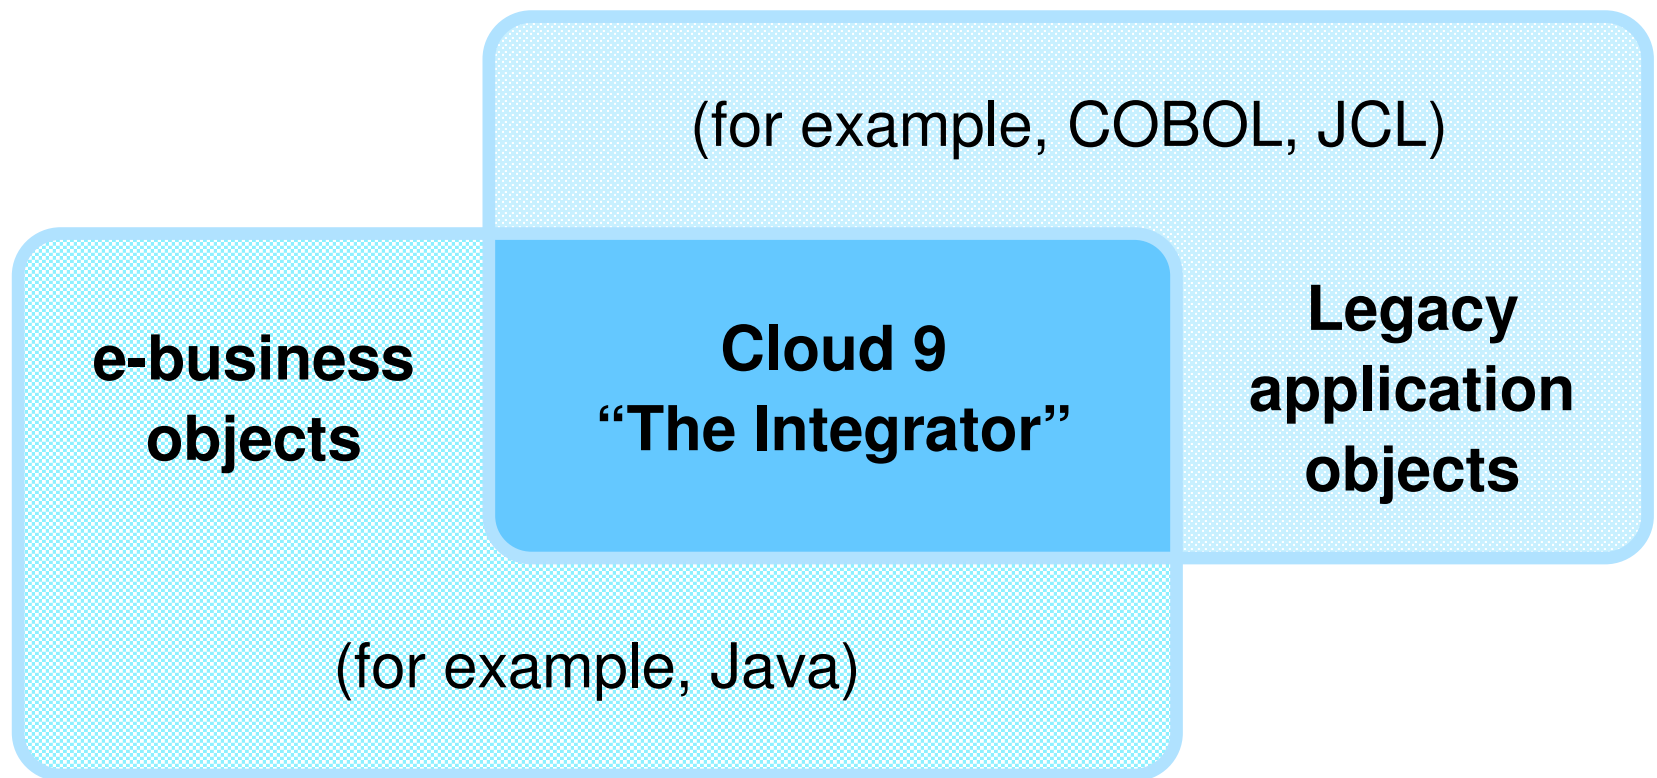 (for example, COBOL, JCL)
e-business
objects
Cloud 9
“The Integrator”
Legacy
application
objects
(for example, Java)